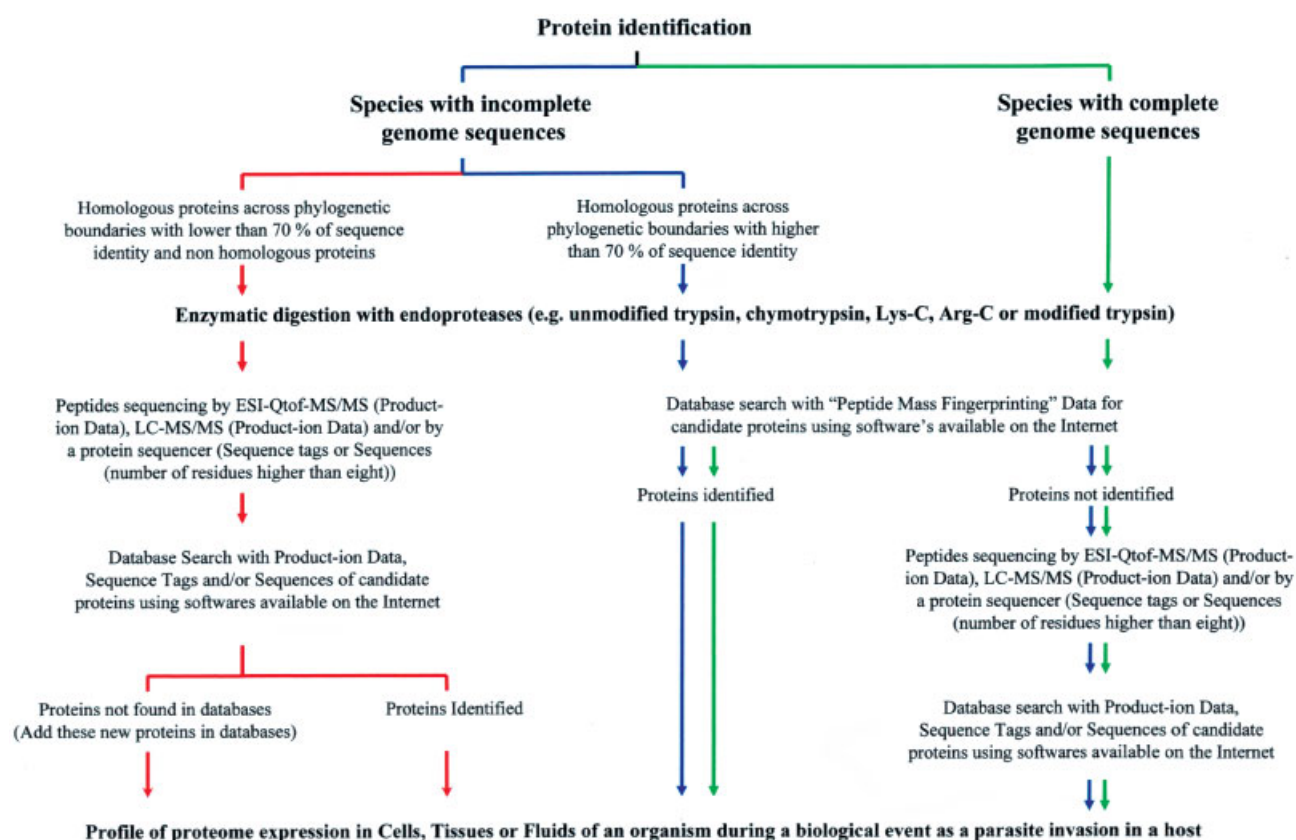 Protein identification
Species with incomplete
genome sequences
Species with complete
genome sequences
Homologous proteins across phylogenetic
boundaries with lower than 70 % of sequence
identity and non homologous proteins
Homologous proteins across
phylogenetic boundaries with higher
than 70 % of sequence identity
Enzymatic digestion with endoproteases (e.g. unmodified trypsin, chymotrypsin, Lys-C, Arg-C or modified trypsin)
Peptides sequencing by ESI-Qtof-MS/MS (Product-
ion Data), LC-MS/MS (Product-ion Data) and/or by
a protein sequencer (Sequence tags or Sequences
(number of residues higher than eight))
Database search with “Peptide Mass Fingerprinting” Data for
candidate proteins using software’s available on the Internet
Proteins identified
Proteins not identified
Database Search with Product-ion Data,
Sequence Tags and/or Sequences of candidate
proteins using softwares available on the Internet
Peptides sequencing by ESI-Qtof-MS/MS (Product-
ion Data), LC-MS/MS (Product-ion Data) and/or by
a protein sequencer (Sequence tags or Sequences
(number of residues higher than eight))
Proteins not found in databases
(Add these new proteins in databases)
Proteins Identified
Database search with Product-ion Data,
Sequence Tags and/or Sequences of candidate
proteins using softwares available on the Internet
Profile of proteome expression in Cells, Tissues or Fluids of an organism during a biological event as a parasite invasion in a host